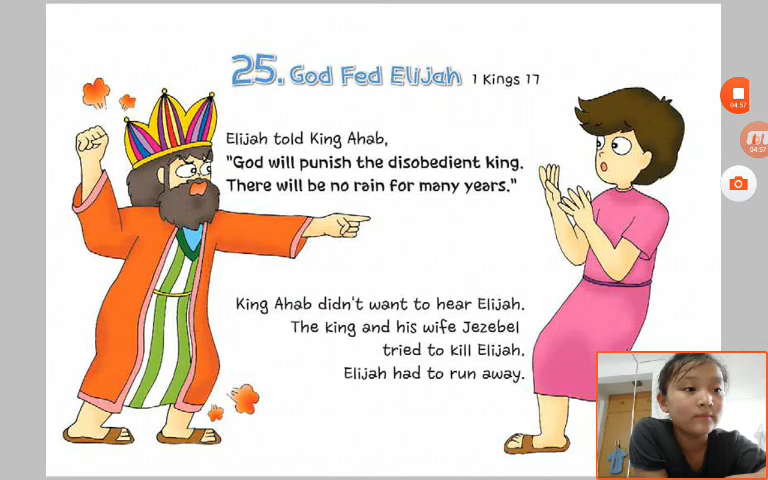 25. God Fed Elijah 1 Kings 17
Elijah told King Ahab,
"God will punish the disobedient king.
There will be no rain for many years."
King Ahab didn't want to hear Elijah.
The king and his wife Jezebel
tried to kill Elijah.
Elijah had to run away.
04:57
04:57